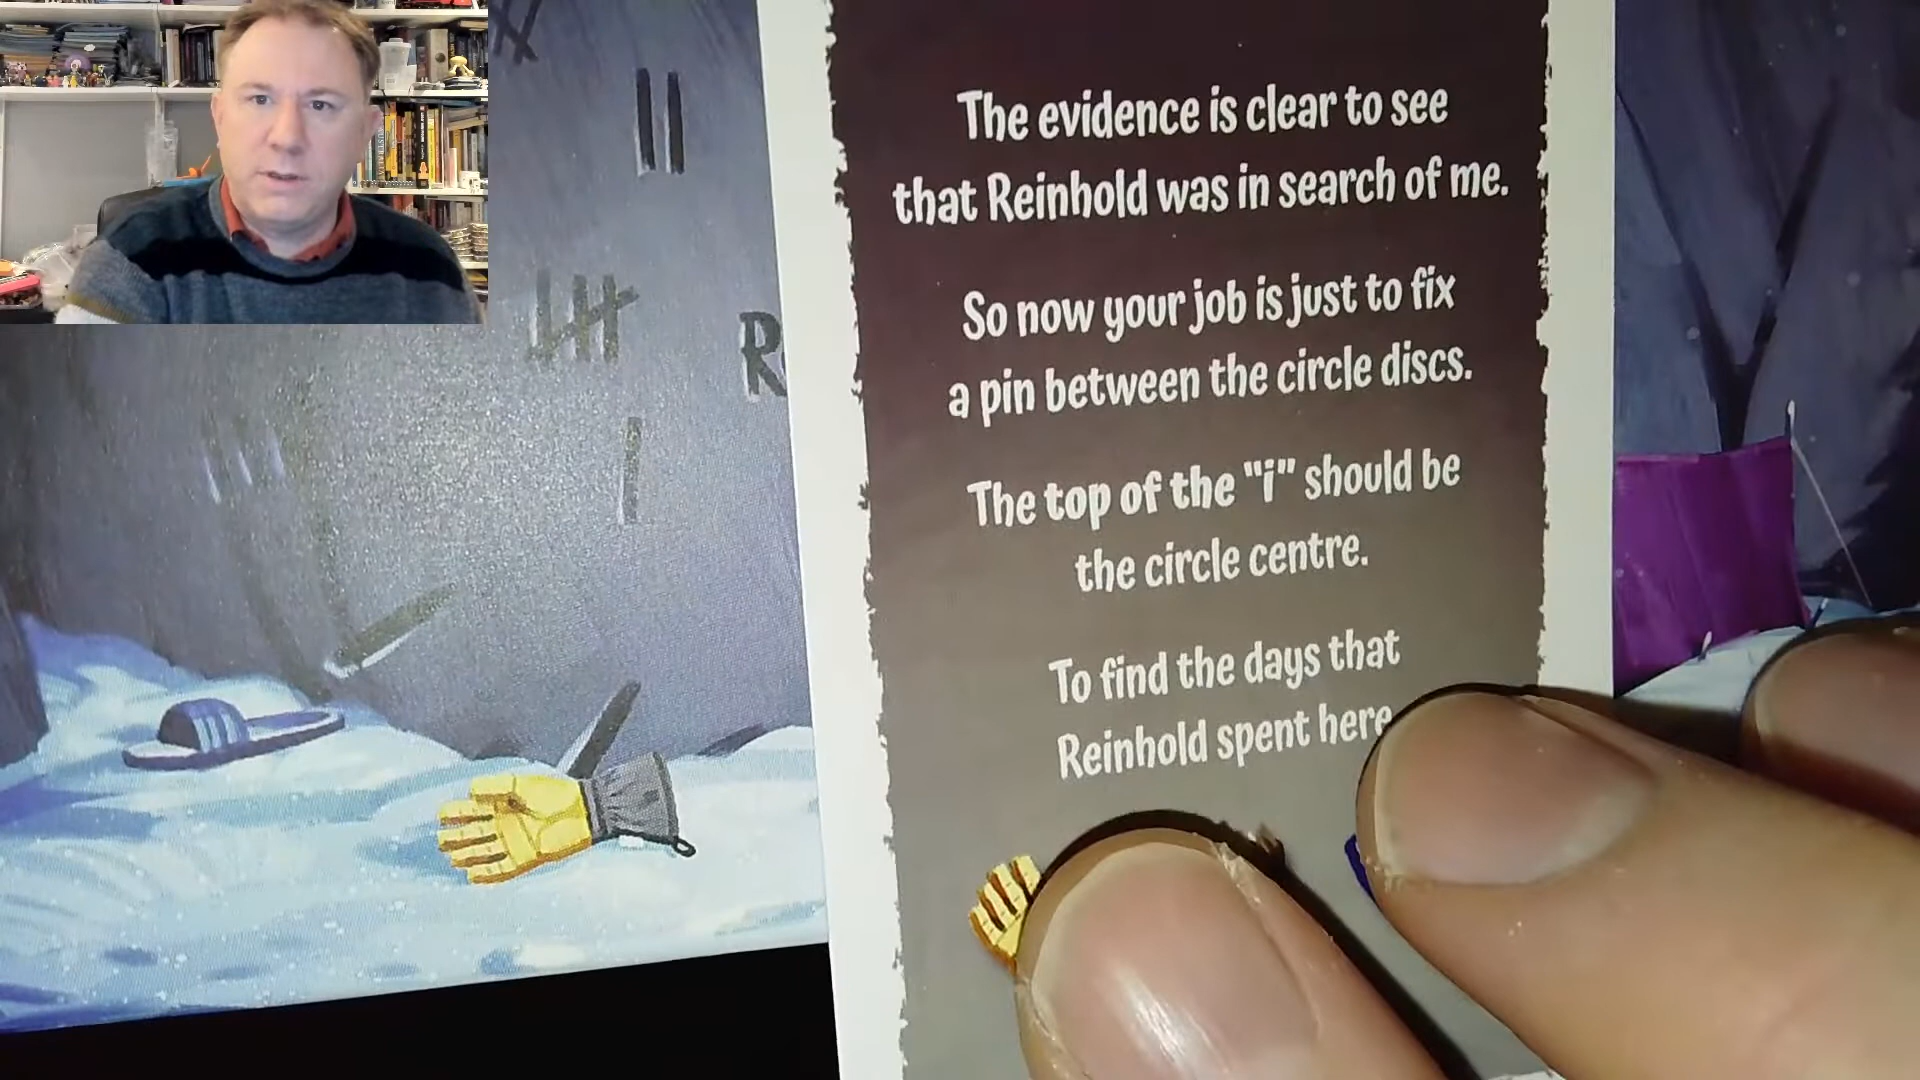 The evidence is clear to see
that Reinhold was in search of me.
So now your job is just to fix
a pin between the circle discs.
The top of the "i" should be
the circle centre.
To find the days that
Reinhold spent here